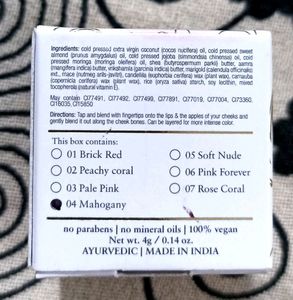 Ingredients: cold pressed extra virgin coconut (cocos nucifera) oil, cold pressed sweet
almond (prunus amygdalus) oil, cold pressed jojoba (simmondsia chinensis) oil, cold
pressed moringa (moringa oleifera) oil, shea (butyrospermum parkii) butter, samra
(mangifera indica) butter, vrikshamla (garcinia indica) butter, marigold (calendula officinalis)
ext., mace (nutmeg aril), candelilla (euphorbia cerifera) wax (plant wax), carnauba
(copernicia cerifera) wax (plant wax), rice (oryza sativa) starch, soy lecithin, mixed
tocopherols (natural vitamin E).
May contain CI77491, CI77492, CI77499, CI77891, CI77019, CI77004, CI73360,
CI16035, CI15850
Directions: Tap and blend with fingertips onto the lips & the apples of your cheeks and
gently blend it out along the cheek bones. Can be layered for more intense color.
This box contains:
01 Brick Red
05 Soft Nude
02 Peachy coral
06 Pink Forever
03 Pale Pink
07 Rose Coral
04 Mahogany
no parabens | no mineral oils | 100% vegan
Net wt. 4g / 0.14 oz.
AYURVEDIC | MADE IN INDIA